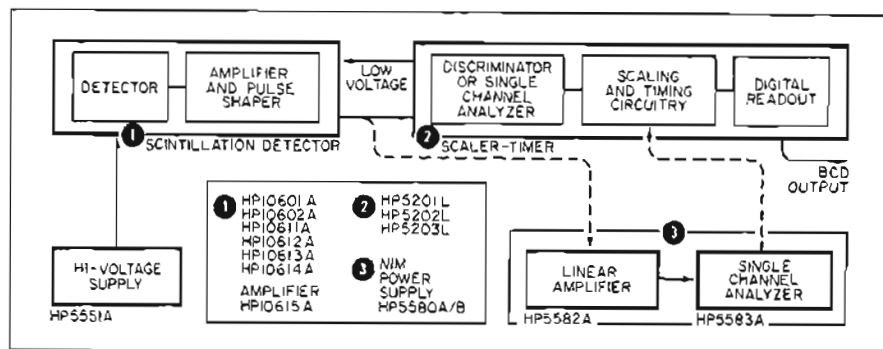 DETECTOR
AMPLIFIER
AND PULSE
SHAPER
LOW
VOLTAGE
DISCRIMINATOR
OR SINGLE
CHANNEL
ANALYZER
SCALING
AND TIMING
CIRCUITRY
DIGITAL
READOUT
1 SCINTILLATION DETECTOR
2 SCALER-TIMER
BCD
OUTPUT
1 HP10601A
HP10602A
HP10611A
HP10612A
HP10613A
HP10614A
AMPLIFIER
HP10615A
2 HP5201L
HP5202L
HP5203L
3 NIM
POWER
SUPPLY
HP5580A/B
HI-VOLTAGE
SUPPLY
HP5551A
3
LINEAR
AMPLIFIER
HP5582A
SINGLE
CHANNEL
ANALYZER
HP5583A